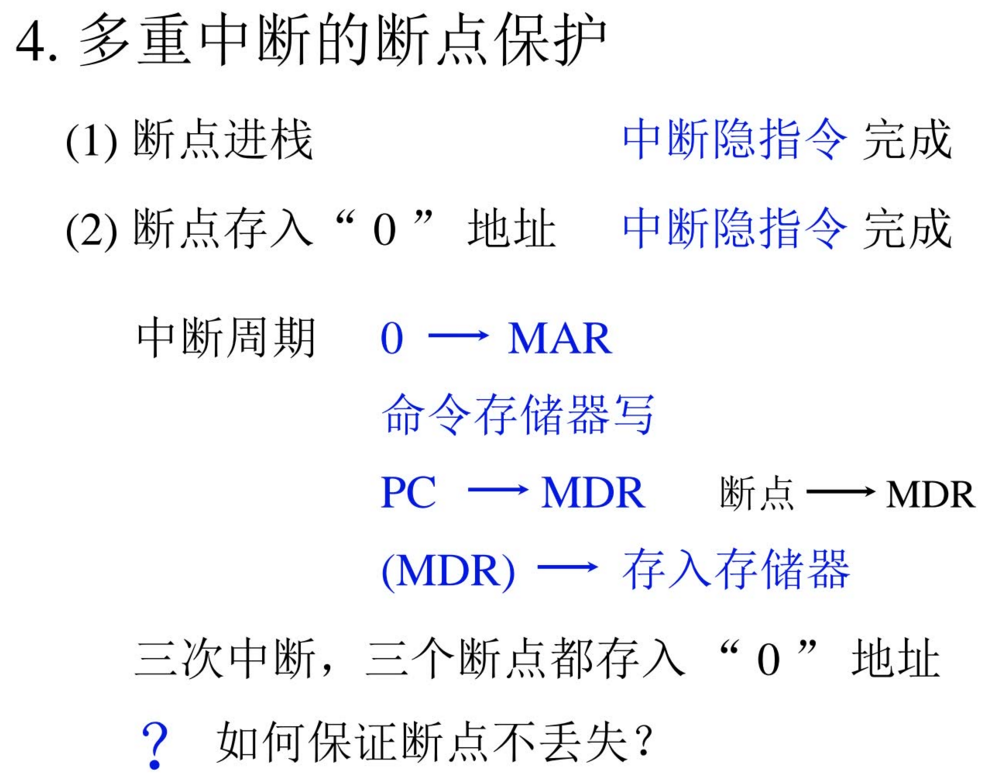 4. 多重中断的断点保护
(1) 断点进栈 中断隐指令 完成
(2) 断点存入 “ 0 ” 地址 中断隐指令 完成
中断周期 0 → MAR
命令存储器写
PC → MDR 断点 → MDR
(MDR) → 存入存储器
三次中断，三个断点都存入 “ 0 ” 地址
? 如何保证断点不丢失?